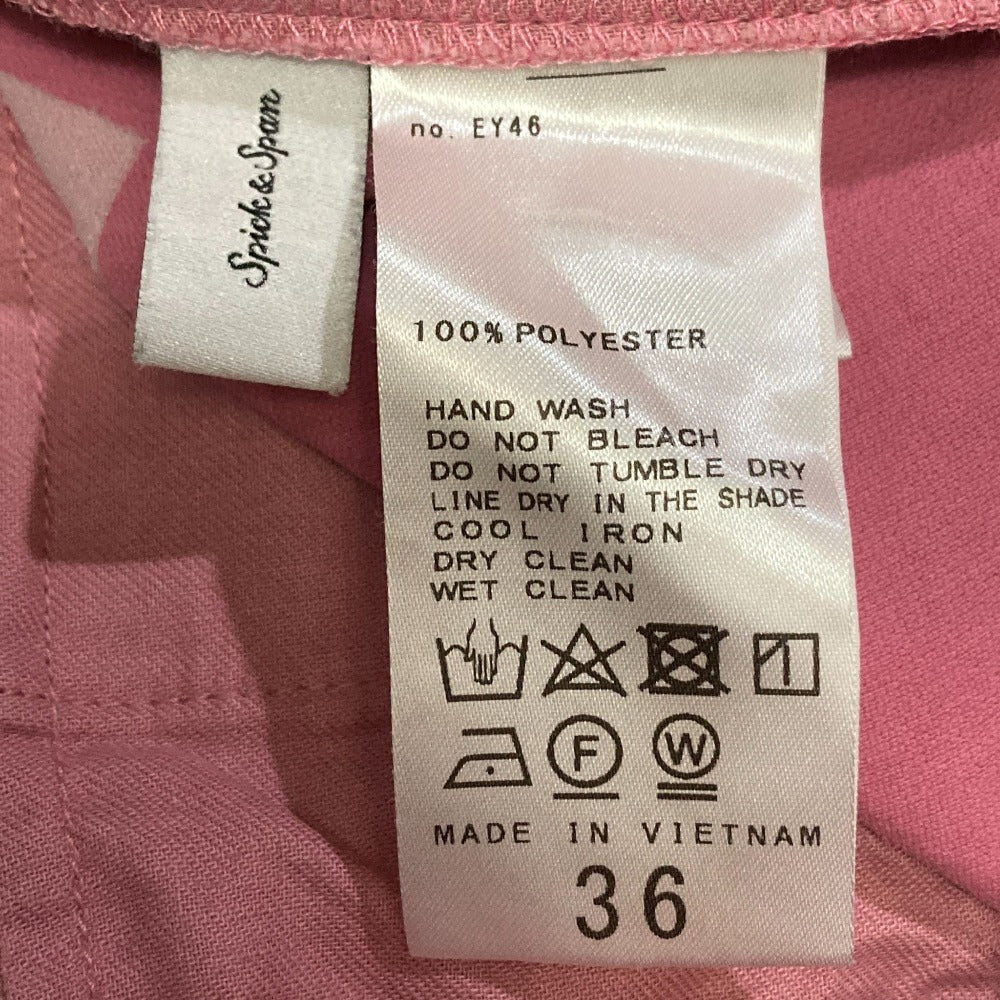 Spick & Span
no. EY46
100% POLYESTER
HAND WASH
DO NOT BLEACH
DO NOT TUMBLE DRY
LINE DRY IN THE SHADE
COOL IRON
DRY CLEAN
WET CLEAN
F W
MADE IN VIETNAM
36